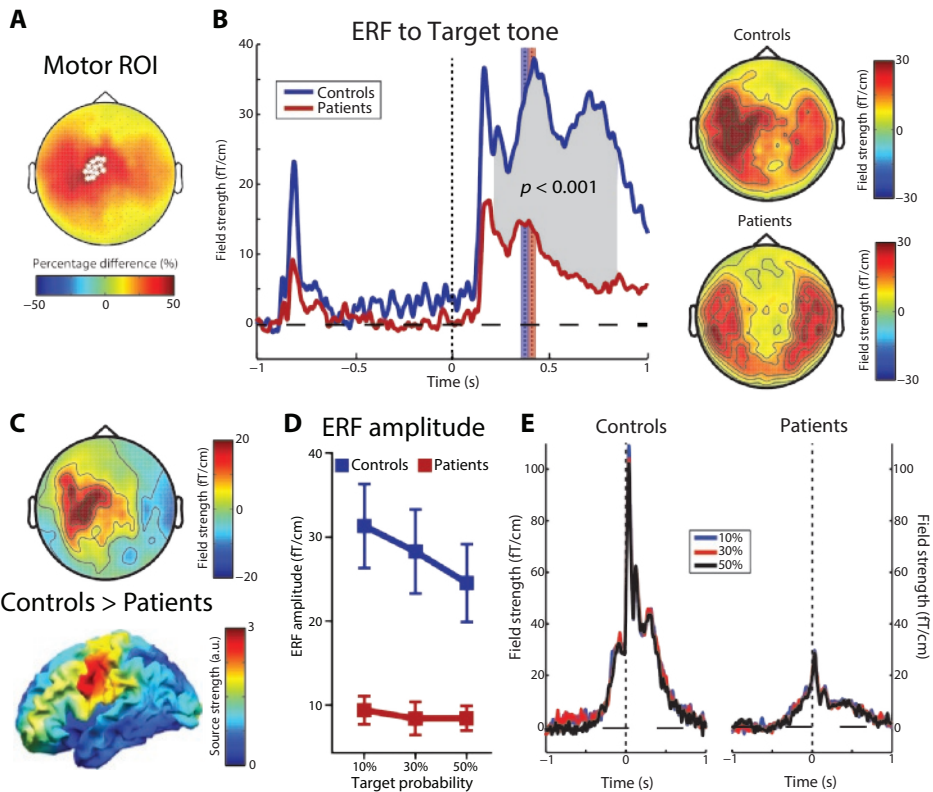 A
Motor ROI
Percentage difference (%)
−50 0 50
B
ERF to Target tone
Field strength (fT/cm)
40
30
20
10
0
Controls
Patients
p < 0.001
−1 −0.5 0 0.5 1
Time (s)
Controls
Field strength (fT/cm)
30
0
−30
Patients
Field strength (fT/cm)
30
0
−30
C
Field strength (fT/cm)
20
0
−20
Controls > Patients
Source strength (a.u.)
3
0
D
ERF amplitude
ERF amplitude (fT/cm)
40
30
20
10
Controls Patients
10% 30% 50%
Target probability
E
Controls
Patients
Field strength (fT/cm)
100
80
60
40
20
0
10%
30%
50%
−1 0 1
Time (s)
−1 0 1
Time (s)
100
80
60
40
20
0
Field strength (fT/cm)